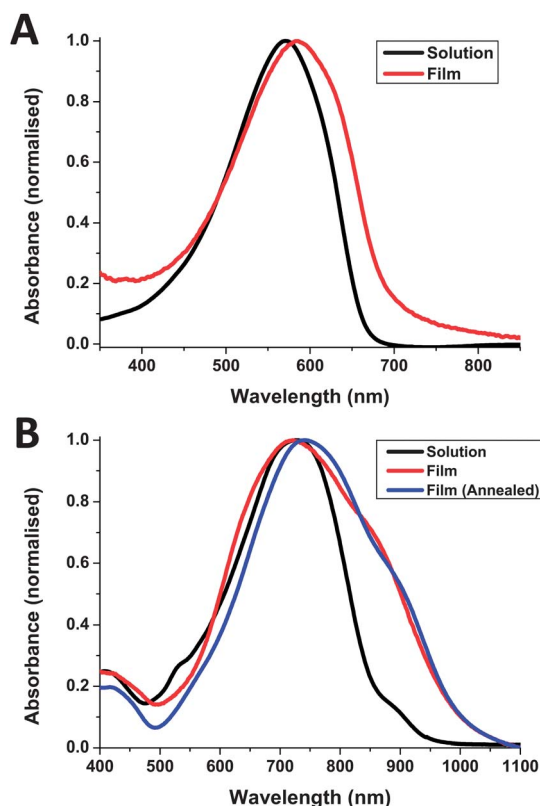 A
Solution
Film
Absorbance (normalised)
1.0
0.8
0.6
0.4
0.2
0.0
400 500 600 700 800
Wavelength (nm)
B
Solution
Film
Film (Annealed)
Absorbance (normalised)
1.0
0.8
0.6
0.4
0.2
0.0
400 500 600 700 800 900 1000 1100
Wavelength (nm)